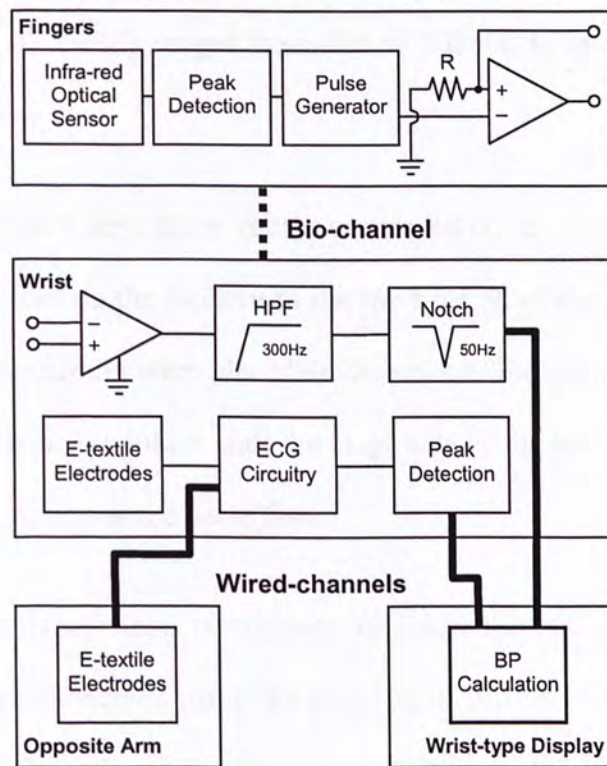 Fingers
Infra-red
Optical
Sensor
Peak
Detection
Pulse
Generator
R
+
−
Bio-channel
Wrist
−
+
HPF
300Hz
Notch
50Hz
E-textile
Electrodes
ECG
Circuitry
Peak
Detection
Wired-channels
E-textile
Electrodes
Opposite Arm
BP
Calculation
Wrist-type Display